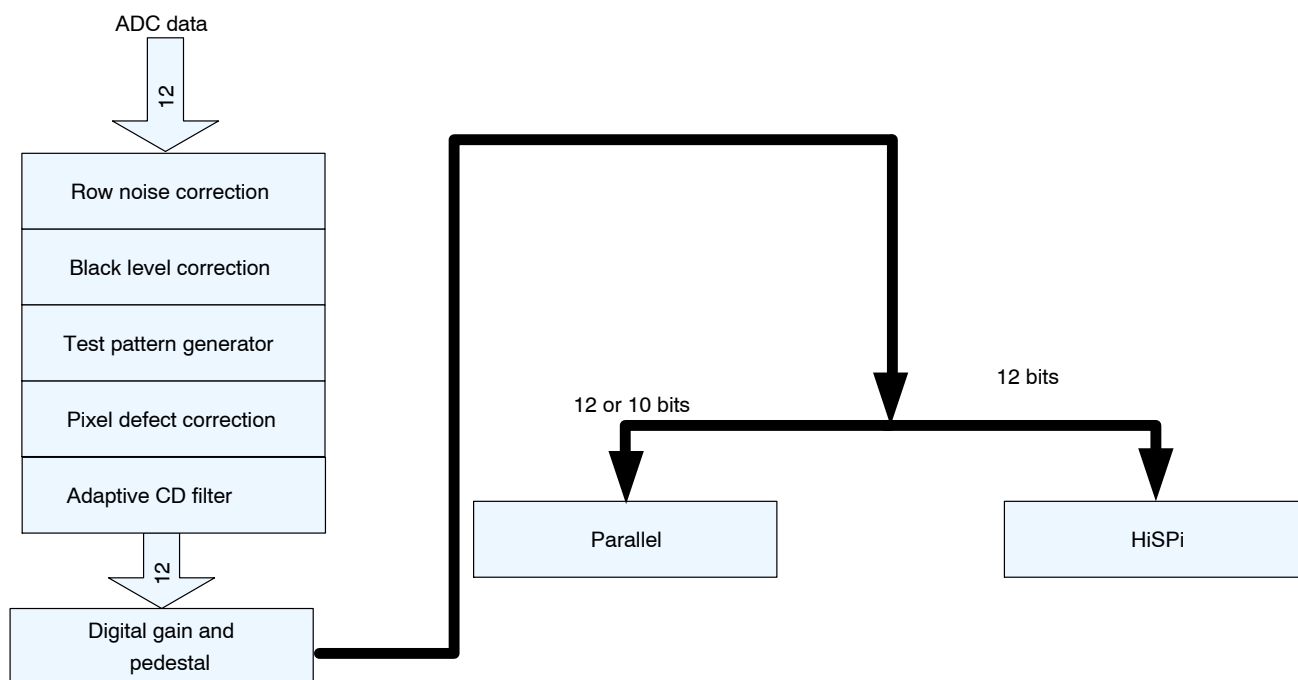 ADC data
12
Row noise correction
Black level correction
Test pattern generator
Pixel defect correction
Adaptive CD filter
12
Digital gain and
pedestal
12 or 10 bits
12 bits
Parallel
HiSPi